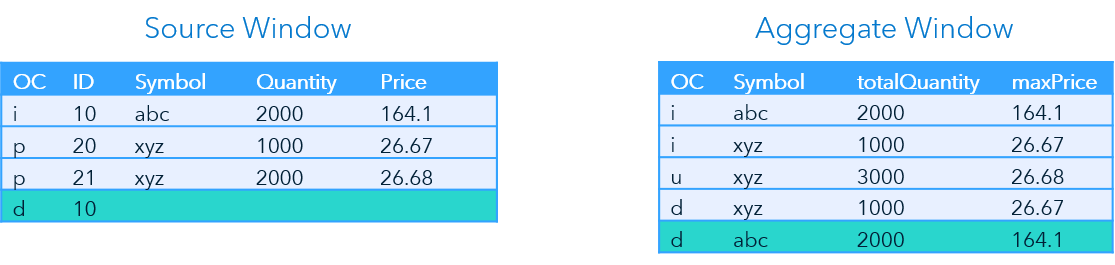 Source Window
OC ID Symbol Quantity Price
i 10 abc 2000 164.1
p 20 xyz 1000 26.67
p 21 xyz 2000 26.68
d 10
Aggregate Window
OC Symbol totalQuantity maxPrice
i abc 2000 164.1
i xyz 1000 26.67
u xyz 3000 26.68
d xyz 1000 26.67
d abc 2000 164.1